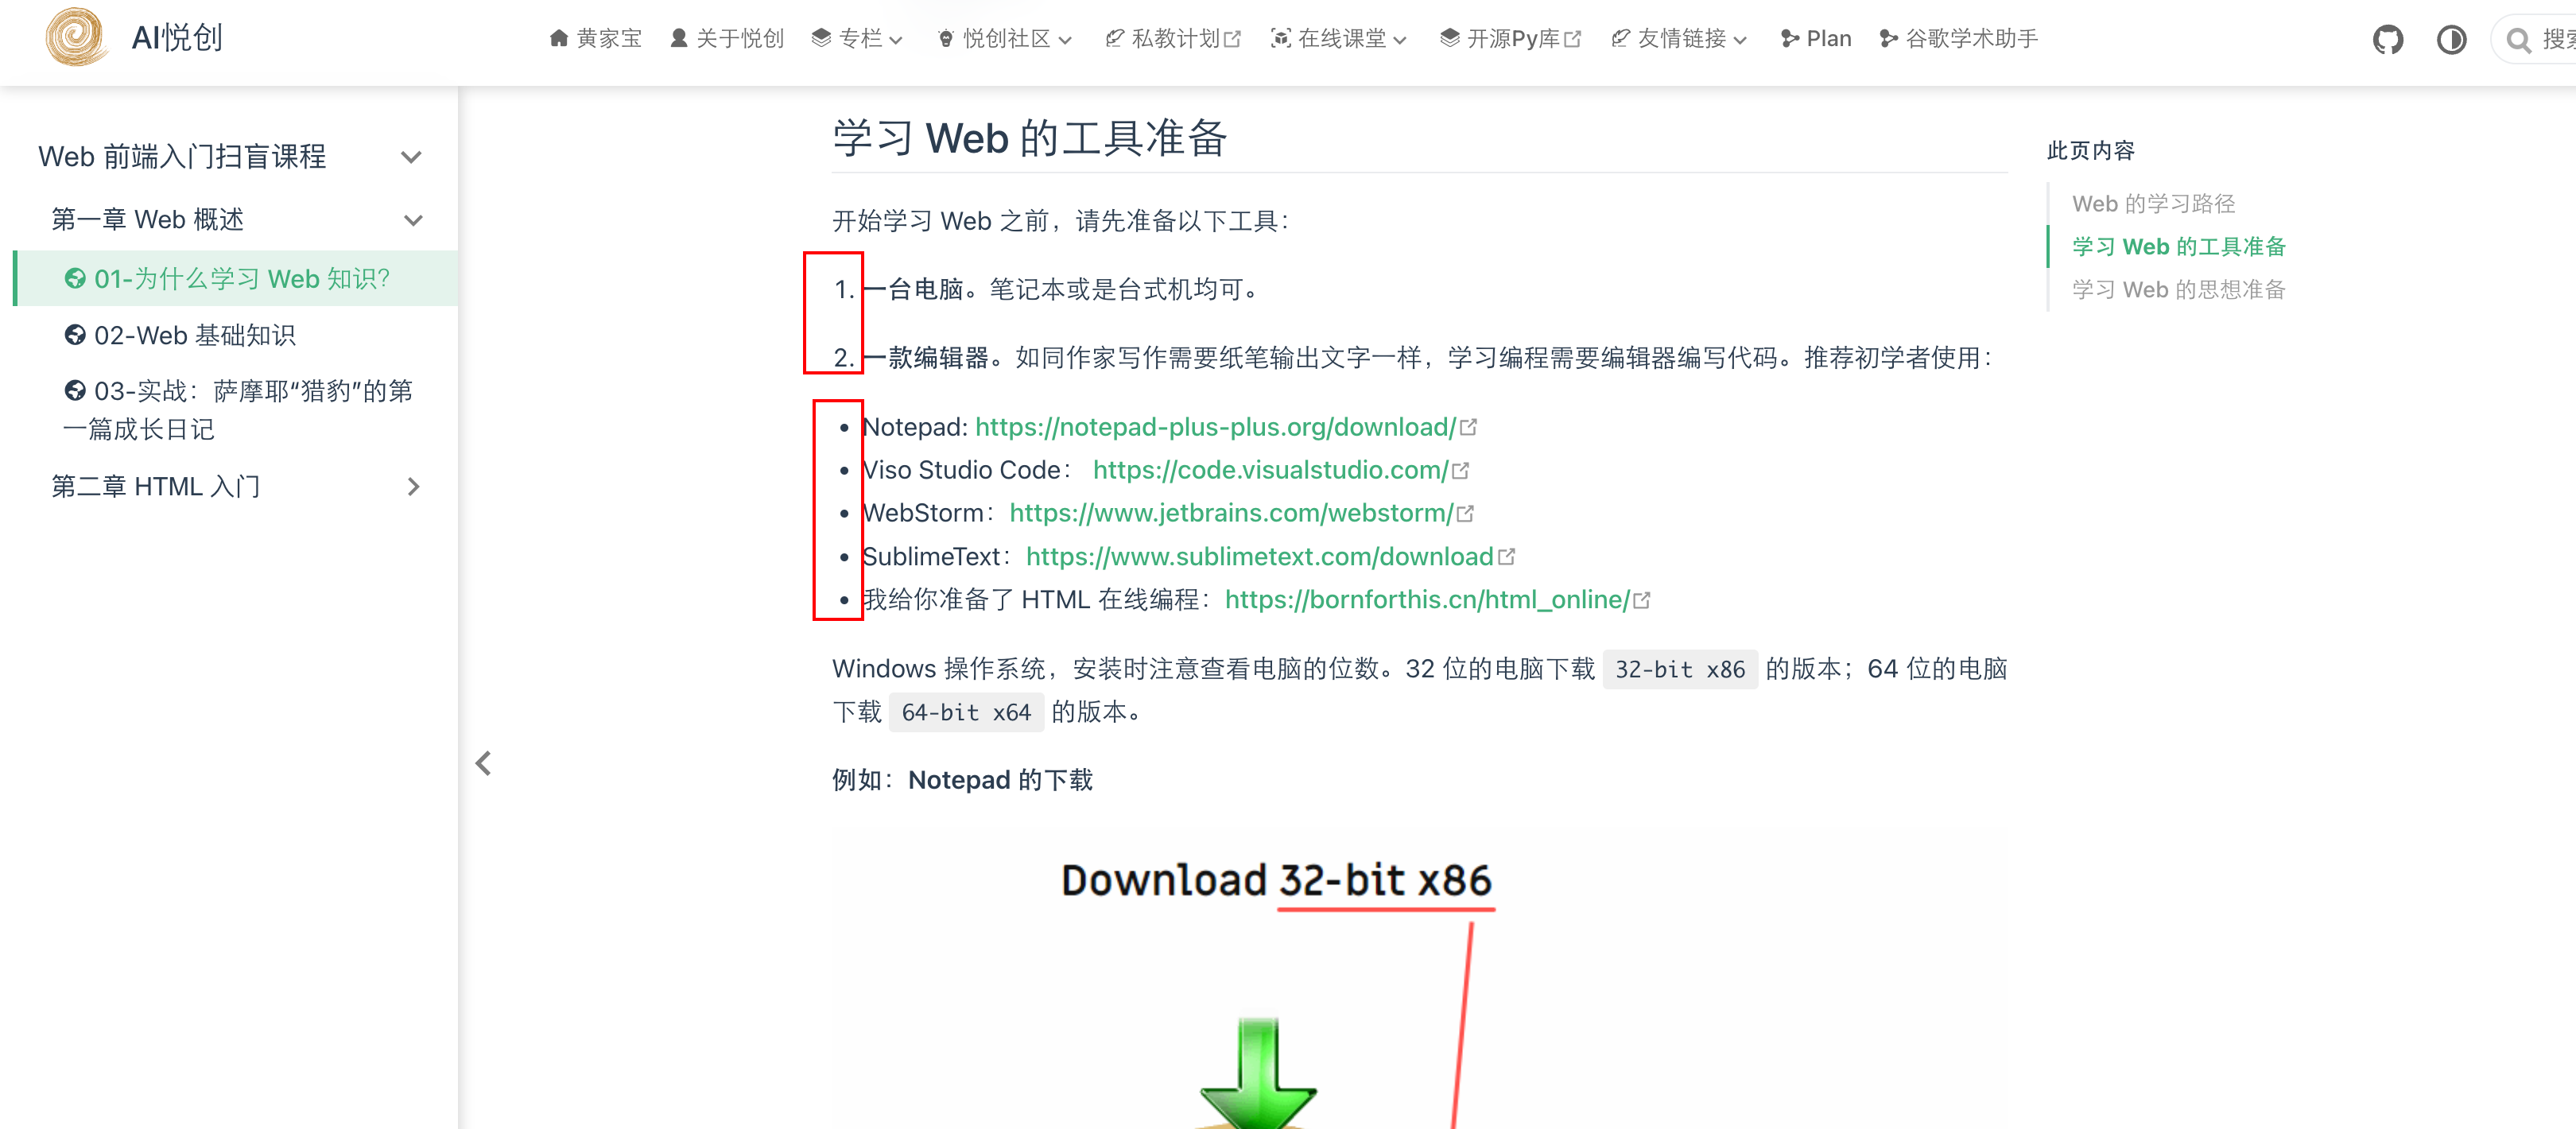 AI悦创
黄家宝 关于悦创 专栏 悦创社区 私教计划 在线课堂 开源Py库 友情链接 Plan 谷歌学术助手
Web 前端入门扫盲课程
第一章 Web 概述
01-为什么学习 Web 知识?
02-Web 基础知识
03-实战：萨摩耶“猎豹”的第
一篇成长日记
第二章 HTML 入门
学习 Web 的工具准备
开始学习 Web 之前，请先准备以下工具：
1. 一台电脑。笔记本或是台式机均可。
2. 一款编辑器。如同作家写作需要纸笔输出文字一样，学习编程需要编辑器编写代码。推荐初学者使用：
Notepad: https://notepad-plus-plus.org/download/
Viso Studio Code： https://code.visualstudio.com/
WebStorm：https://www.jetbrains.com/webstorm/
SublimeText：https://www.sublimetext.com/download
我给你准备了 HTML 在线编程：https://bornforthis.cn/html_online/
Windows 操作系统，安装时注意查看电脑的位数。32 位的电脑下载 32-bit x86 的版本；64 位的电脑
下载 64-bit x64 的版本。
例如：Notepad 的下载
Download 32-bit x86
此页内容
Web 的学习路径
学习 Web 的工具准备
学习 Web 的思想准备